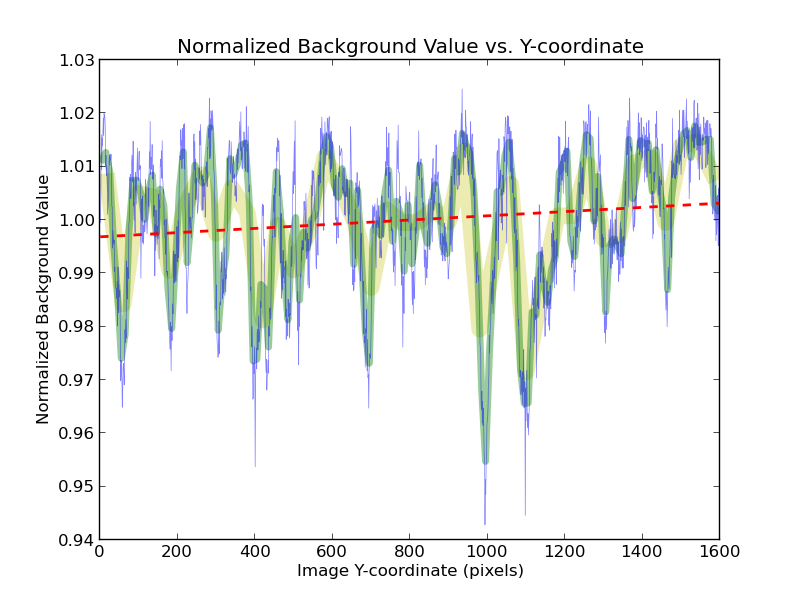 Normalized Background Value vs. Y-coordinate
1.03
1.02
1.01
1.00
0.99
0.98
0.97
0.96
0.95
0.94
Normalized Background Value
0 200 400 600 800 1000 1200 1400 1600
Image Y-coordinate (pixels)